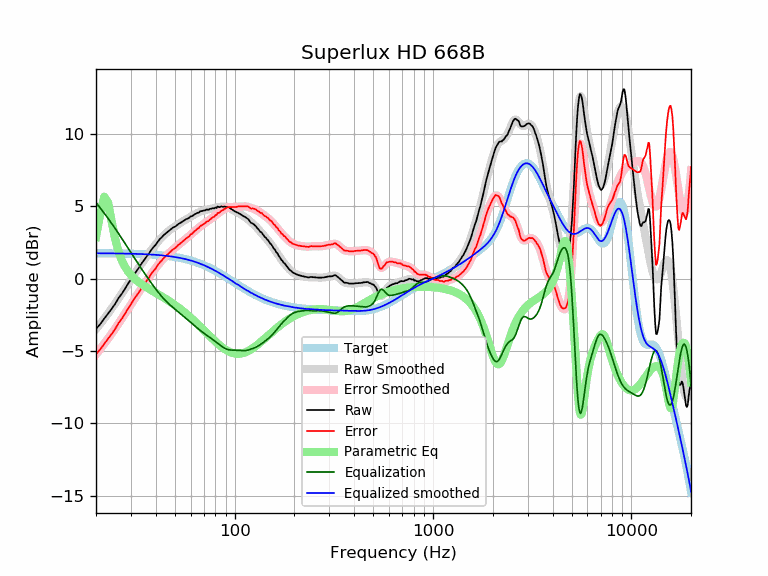 Superlux HD 668B
Amplitude (dBr)
10
5
0
−5
−10
−15
Target
Raw Smoothed
Error Smoothed
Raw
Error
Parametric Eq
Equalization
Equalized smoothed
100
1000
10000
Frequency (Hz)